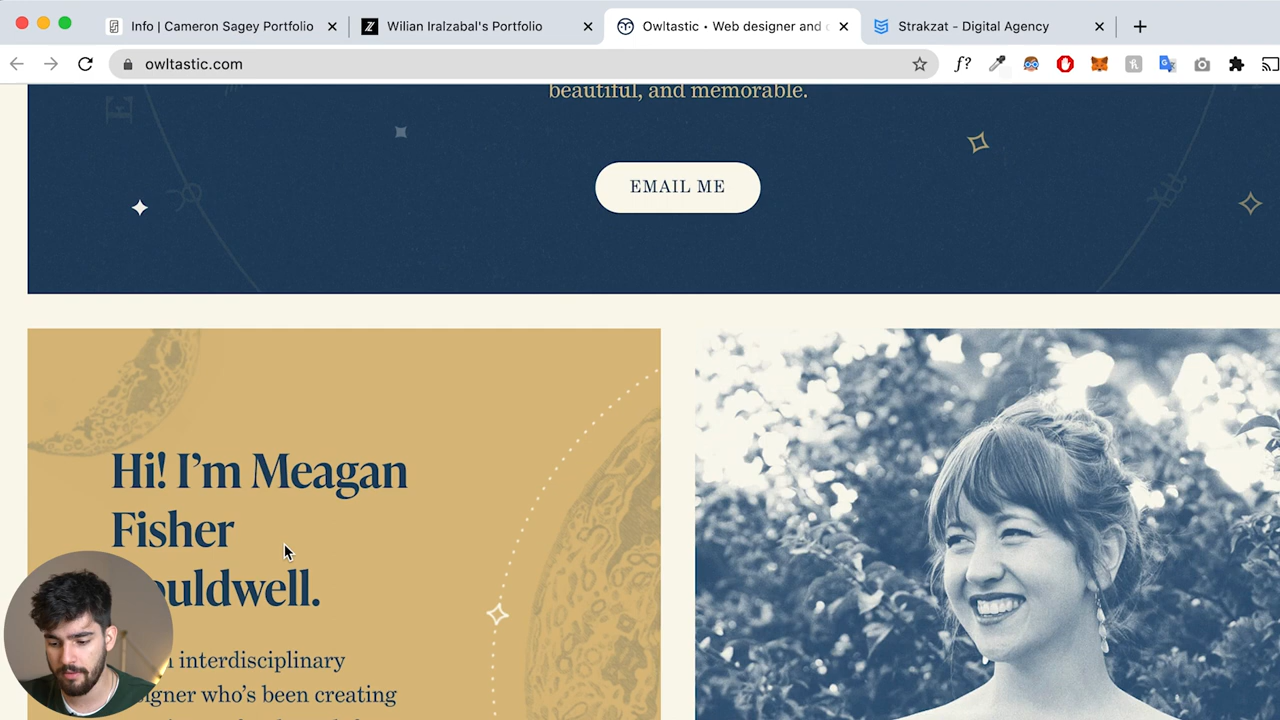 Info | Cameron Sagey Portfolio
Wilian Iralzabal's Portfolio
Owltastic • Web designer and
Strakzat - Digital Agency
owltastic.com
f?
beautiful, and memorable.
EMAIL ME
Hi! I'm Meagan
Fisher
ouldwell.
interdisciplinary
igner who's been creating